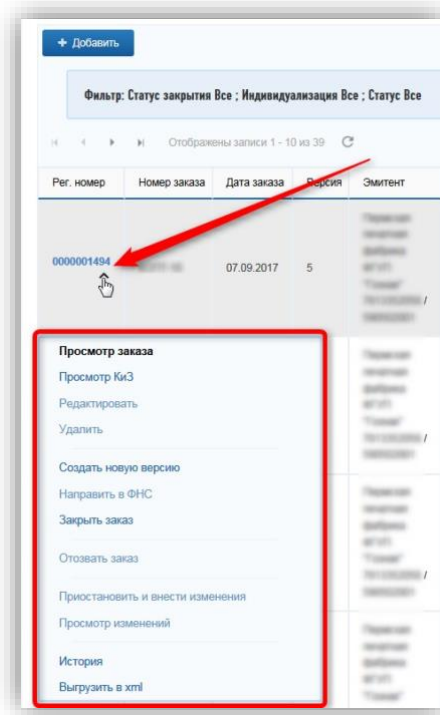 + Добавить
Фильтр: Статус закрытия Все ; Индивидуализация Все ; Статус Все
Отображены записи 1 - 10 из 39
Рег. номер Номер заказа Дата заказа Версия Эмитент
0000001494 07.09.2017 5
Просмотр заказа
Просмотр КиЗ
Редактировать
Удалить
Создать новую версию
Направить в ФНС
Закрыть заказ
Отозвать заказ
Приостановить и внести изменения
Просмотр изменений
История
Выгрузить в xml